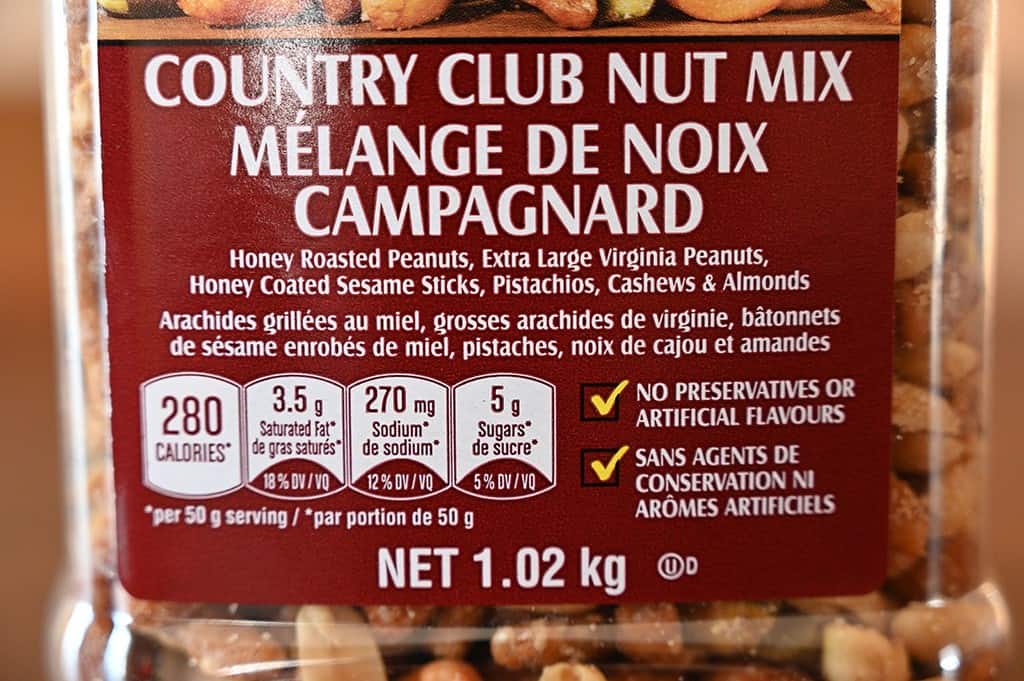 COUNTRY CLUB NUT MIX
MÉLANGE DE NOIX
CAMPAGNARD
Honey Roasted Peanuts, Extra Large Virginia Peanuts,
Honey Coated Sesame Sticks, Pistachios, Cashews & Almonds
Arachides grillées au miel, grosses arachides de virginie, bâtonnets
de sésame enrobés de miel, pistaches, noix de cajou et amandes
280
CALORIES*
3.5 g
Saturated Fat*
de gras saturés*
18 % DV / VQ
270 mg
Sodium*
de sodium*
12 % DV / VQ
5 g
Sugars*
de sucre*
5 % DV / VQ
*per 50 g serving / *par portion de 50 g
NO PRESERVATIVES OR
ARTIFICIAL FLAVOURS
SANS AGENTS DE
CONSERVATION NI
ARÔMES ARTIFICIELS
NET 1.02 kg
U D